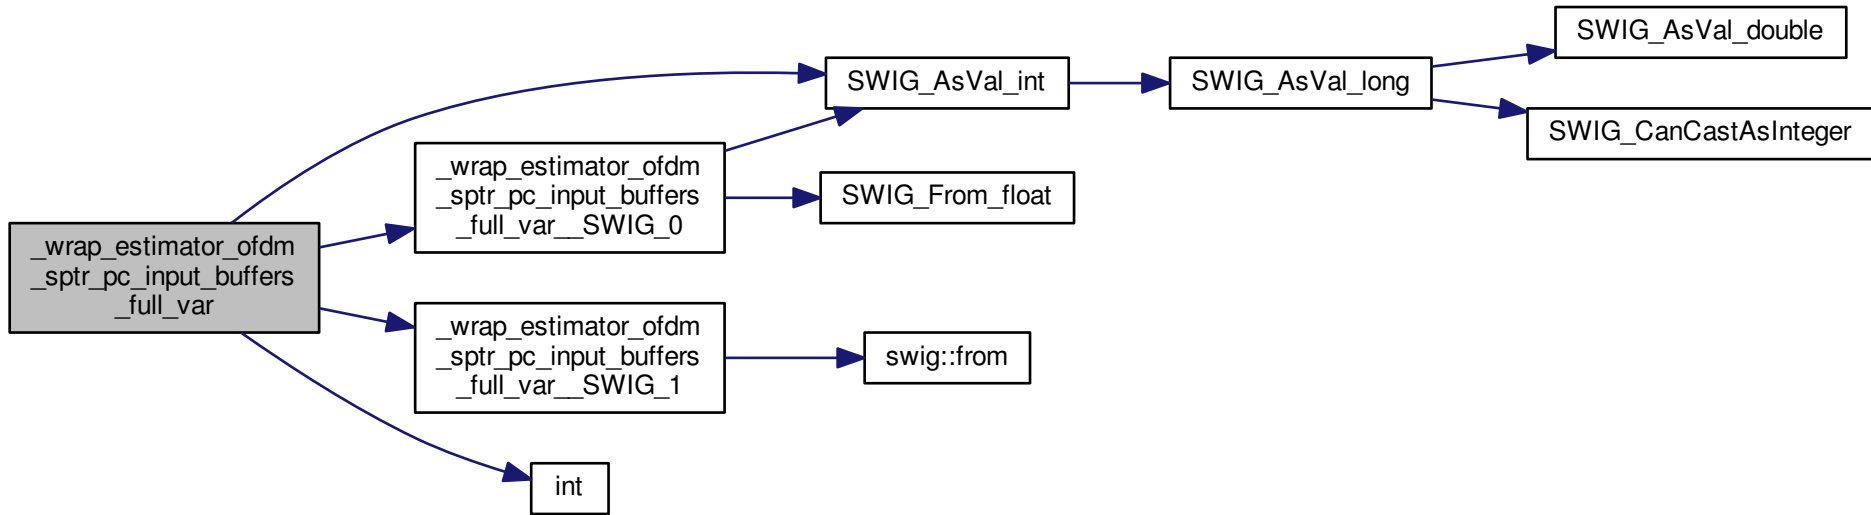 _wrap_estimator_ofdm
_sptr_pc_input_buffers
_full_var
_wrap_estimator_ofdm
_sptr_pc_input_buffers
_full_var__SWIG_0
_wrap_estimator_ofdm
_sptr_pc_input_buffers
_full_var__SWIG_1
int
SWIG_AsVal_int
SWIG_From_float
swig::from
SWIG_AsVal_long
SWIG_AsVal_double
SWIG_CanCastAsInteger